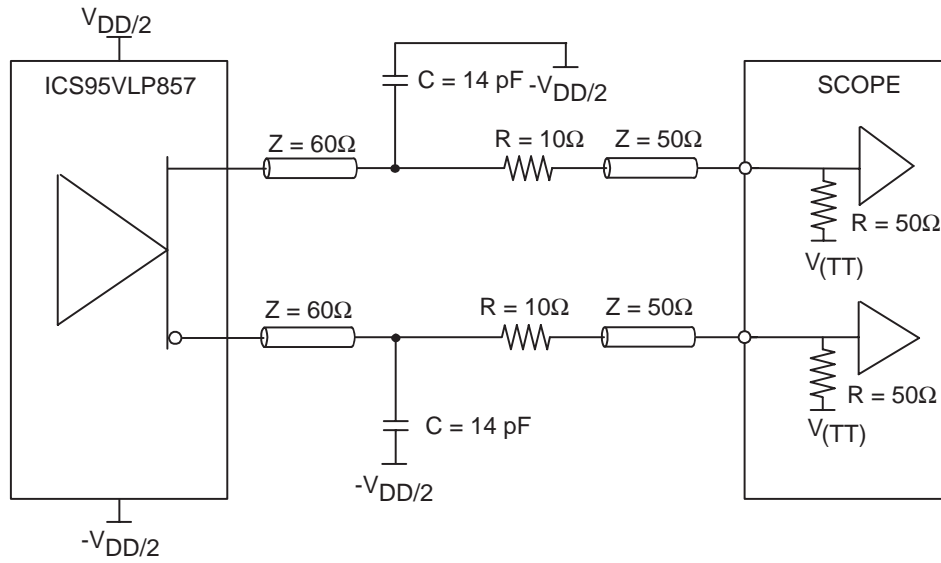 VDD/2
ICS95VLP857
C = 14 pF
-VDD/2
SCOPE
Z = 60Ω
R = 10Ω
Z = 50Ω
R = 50Ω
V(TT)
Z = 60Ω
R = 10Ω
Z = 50Ω
R = 50Ω
V(TT)
C = 14 pF
-VDD/2
-VDD/2